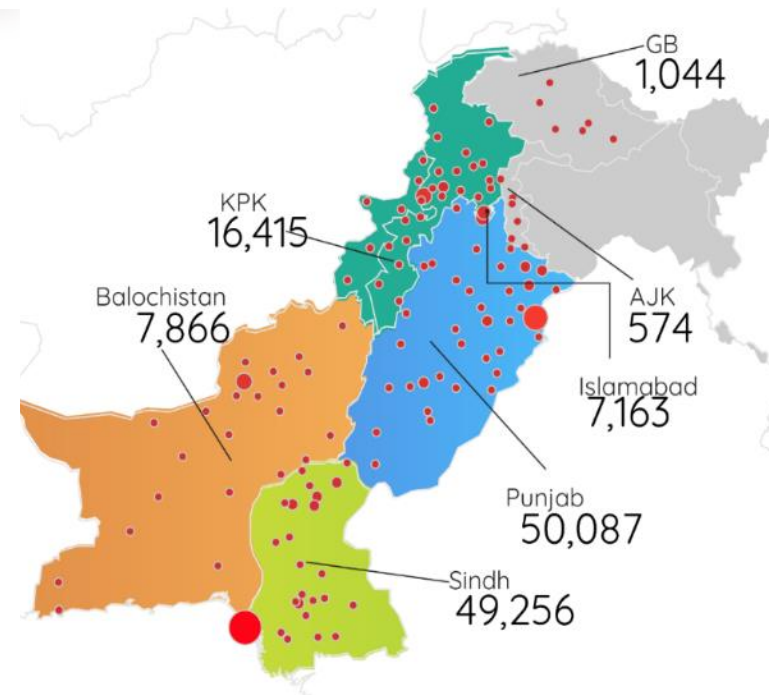 GB
1,044
KPK
16,415
Balochistan
7,866
AJK
574
Islamabad
7,163
Punjab
50,087
Sindh
49,256